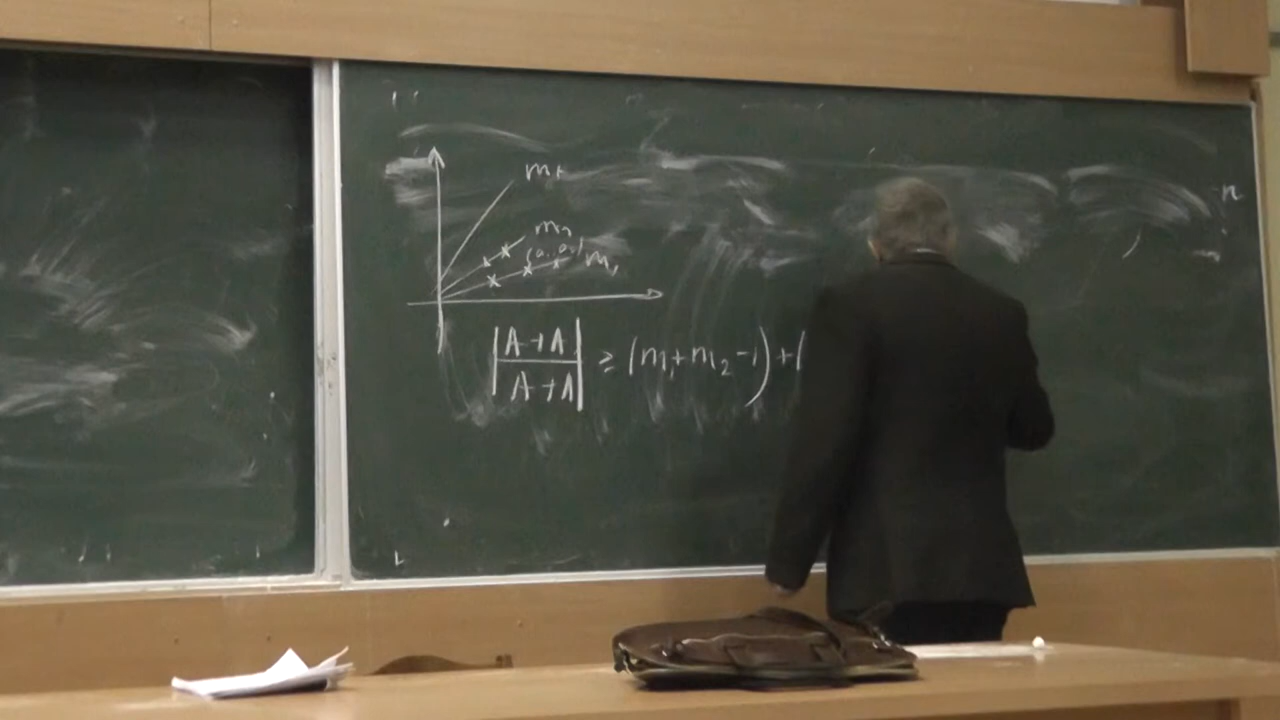 n
m₁
m₂
m₁
|A+A / A+A| ≥ (m₁+m₂-1)+(